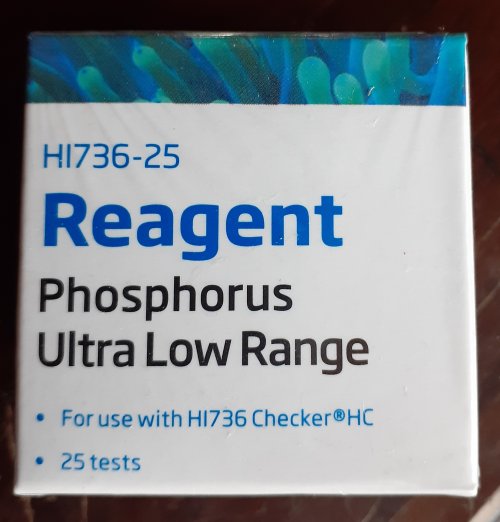 HI736-25
Reagent
Phosphorus
Ultra Low Range
• For use with HI736 Checker®HC
• 25 tests